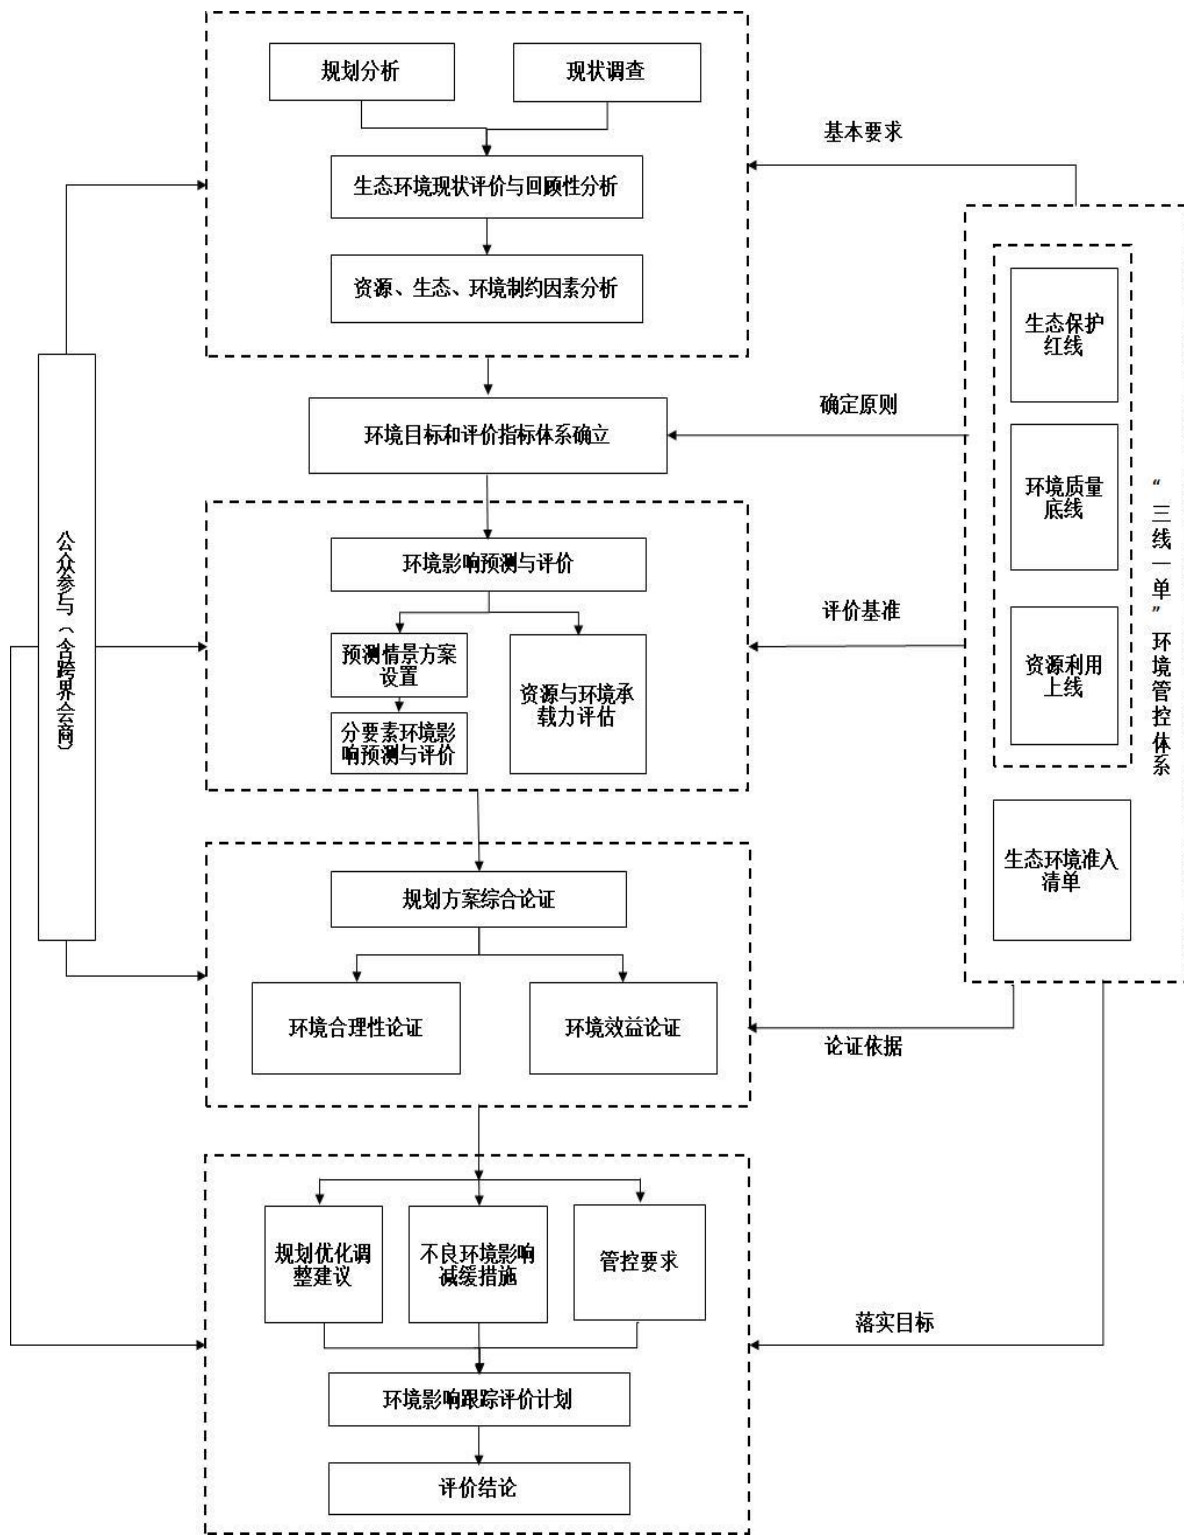 规划分析
现状调查
基本要求
生态环境现状评价与回顾性分析
资源、生态、环境制约因素分析
生态保护
红线
确定原则
环境目标和评价指标体系确立
环境质量
底线
“三线一单”环境管控体系
公众参与（含跨界会商）
环境影响预测与评价
评价基准
预测情景方案
设置
资源与环境承
载力评估
分要素环境影
响预测与评价
资源利用
上线
生态环境准入
清单
规划方案综合论证
环境合理性论证
环境效益论证
论证依据
规划优化调
整建议
不良环境影响
减缓措施
管控要求
落实目标
环境影响跟踪评价计划
评价结论